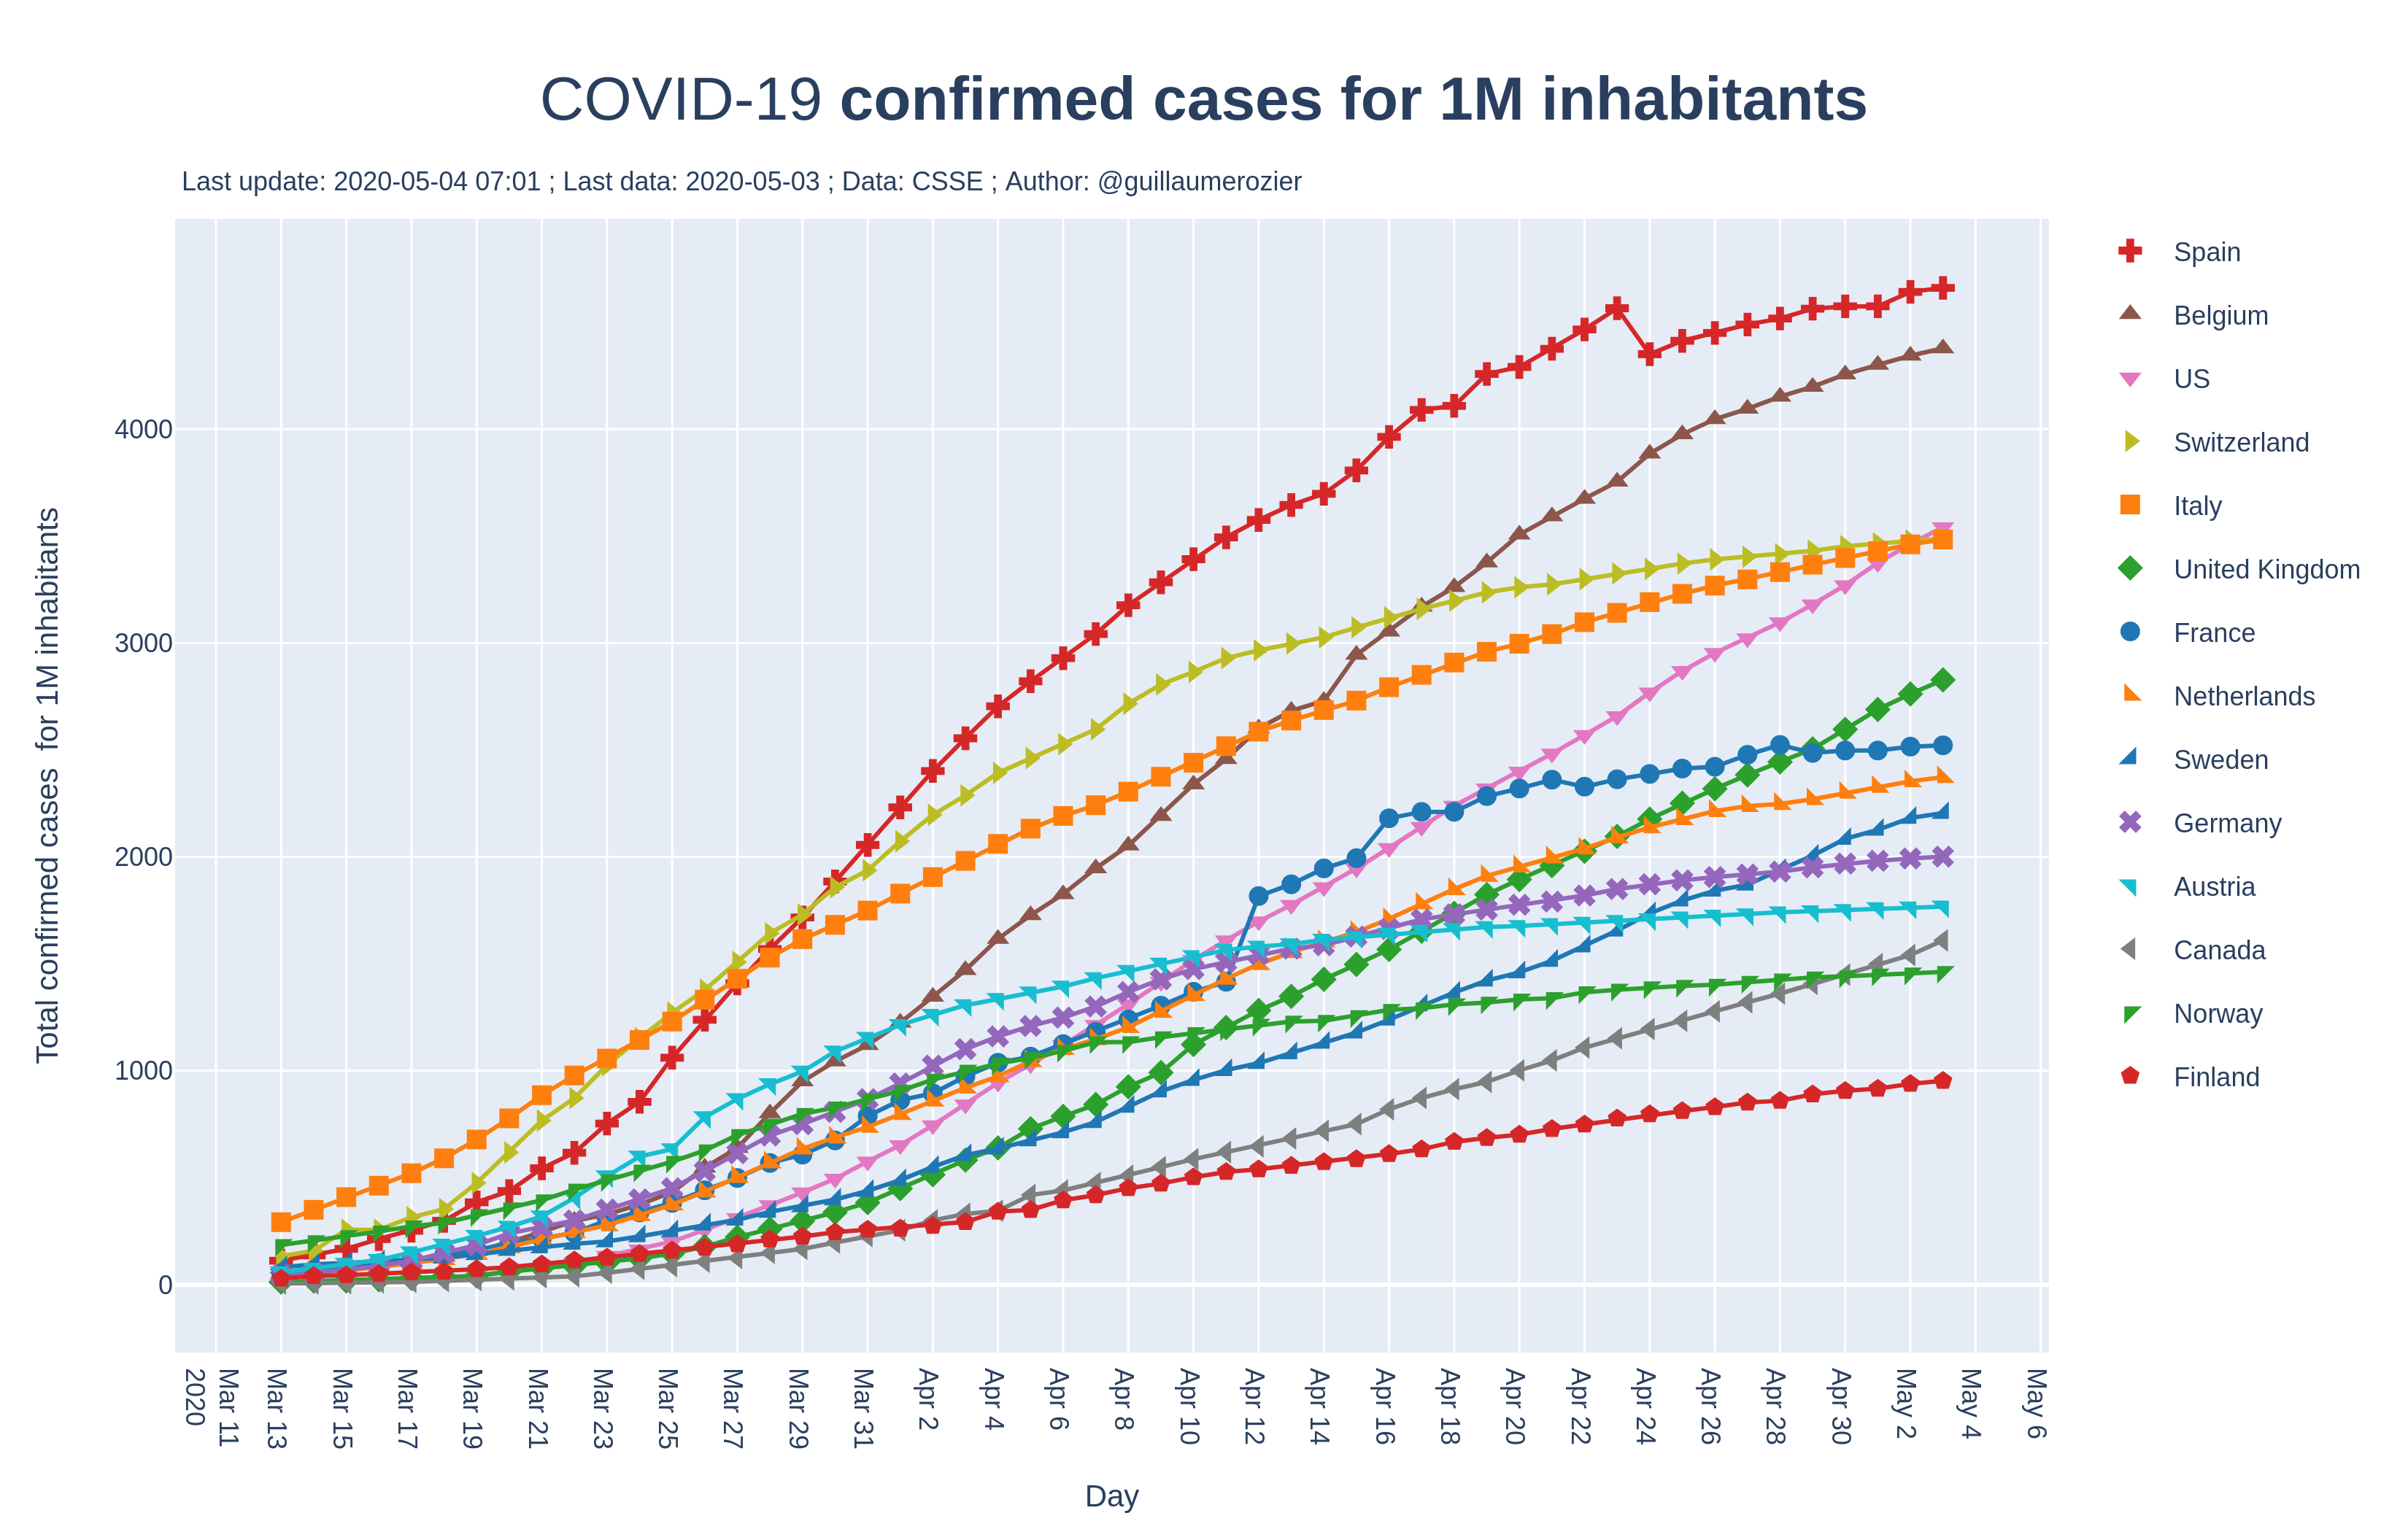 COVID-19 confirmed cases for 1M inhabitants
Last update: 2020-05-04 07:01 ; Last data: 2020-05-03 ; Data: CSSE ; Author: @guillaumerozier
Total confirmed cases for 1M inhabitants
4000
3000
2000
1000
0
Mar 11
2020
Mar 13
Mar 15
Mar 17
Mar 19
Mar 21
Mar 23
Mar 25
Mar 27
Mar 29
Mar 31
Apr 2
Apr 4
Apr 6
Apr 8
Apr 10
Apr 12
Apr 14
Apr 16
Apr 18
Apr 20
Apr 22
Apr 24
Apr 26
Apr 28
Apr 30
May 2
May 4
May 6
Day
Spain
Belgium
US
Switzerland
Italy
United Kingdom
France
Netherlands
Sweden
Germany
Austria
Canada
Norway
Finland